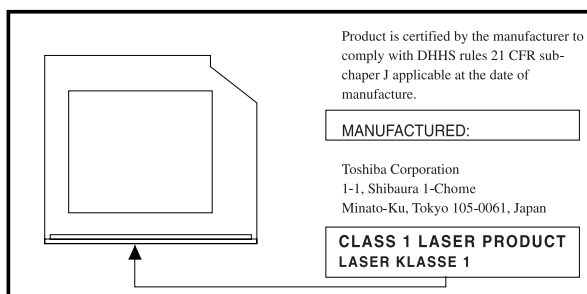 Product is certified by the manufacturer to
comply with DHHS rules 21 CFR sub-
chaper J applicable at the date of
manufacture.
MANUFACTURED:
Toshiba Corporation
1-1, Shibaura 1-Chome
Minato-Ku, Tokyo 105-0061, Japan
CLASS 1 LASER PRODUCT
LASER KLASSE 1